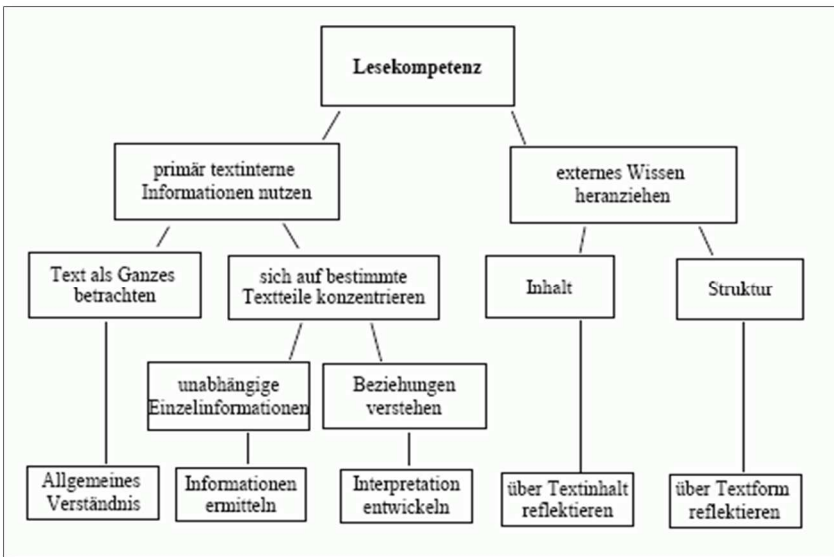 Lesekompetenz
primär textinterne
Informationen nutzen
externes Wissen
heranziehen
Text als Ganzes
betrachten
sich auf bestimmte
Textteile konzentrieren
Inhalt
Struktur
unabhängige
Einzelinformationen
Beziehungen
verstehen
Allgemeines
Verständnis
Informationen
ermitteln
Interpretation
entwickeln
über Textinhalt
reflektieren
über Textform
reflektieren